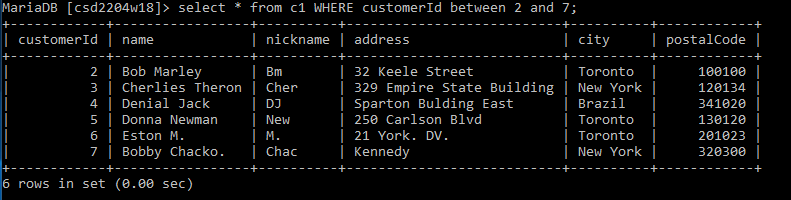 MariaDB [csd2204w18]> select * from c1 WHERE customerId between 2 and 7;
+------------+------------------+----------+---------------------------+----------+------------+
| customerId | name             | nickname | address                   | city     | postalCode |
+------------+------------------+----------+---------------------------+----------+------------+
|          2 | Bob Marley       | Bm       | 32 Keele Street           | Toronto  |     100100 |
|          3 | Cherlies Theron  | Cher     | 329 Empire State Building | New York |     120134 |
|          4 | Denial Jack      | DJ       | Sparton Bulding East      | Brazil   |     341020 |
|          5 | Donna Newman     | New      | 250 Carlson Blvd          | Toronto  |     130120 |
|          6 | Eston M.         | M.       | 21 York. DV.              | Toronto  |     201023 |
|          7 | Bobby Chacko.    | Chac     | Kennedy                   | New York |     320300 |
+------------+------------------+----------+---------------------------+----------+------------+
6 rows in set (0.00 sec)